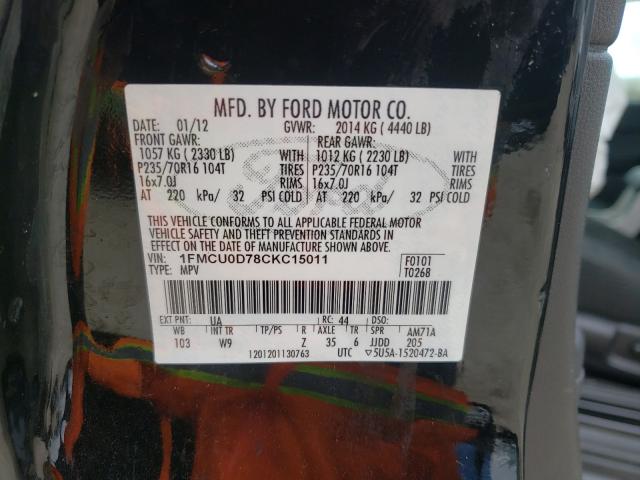 MFD. BY FORD MOTOR CO.
DATE: 01/12 GVWR: 2014 KG ( 4440 LB)
FRONT GAWR: REAR GAWR:
1057 KG ( 2330 LB) WITH 1012 KG ( 2230 LB) WITH
P235/70R16 104T TIRES P235/70R16 104T TIRES
16x7.0J RIMS 16x7.0J RIMS
AT 220 kPa/ 32 PSI COLD AT 220 kPa/ 32 PSI COLD
THIS VEHICLE CONFORMS TO ALL APPLICABLE FEDERAL MOTOR
VEHICLE SAFETY AND THEFT PREVENTION STANDARDS IN
EFFECT ON THE DATE OF MANUFACTURE SHOWN ABOVE.
VIN: 1FMCU0D78CKC15011 F0101
TYPE: MPV T0268
EXT PNT: UA RC: 44 DSO:
WB INT TR TP/PS R AXLE TR SPR AM71A
103 W9 Z 35 6 JJDD 205
1201201130763 UTC ▽5U5A-1520472-BA
Ford